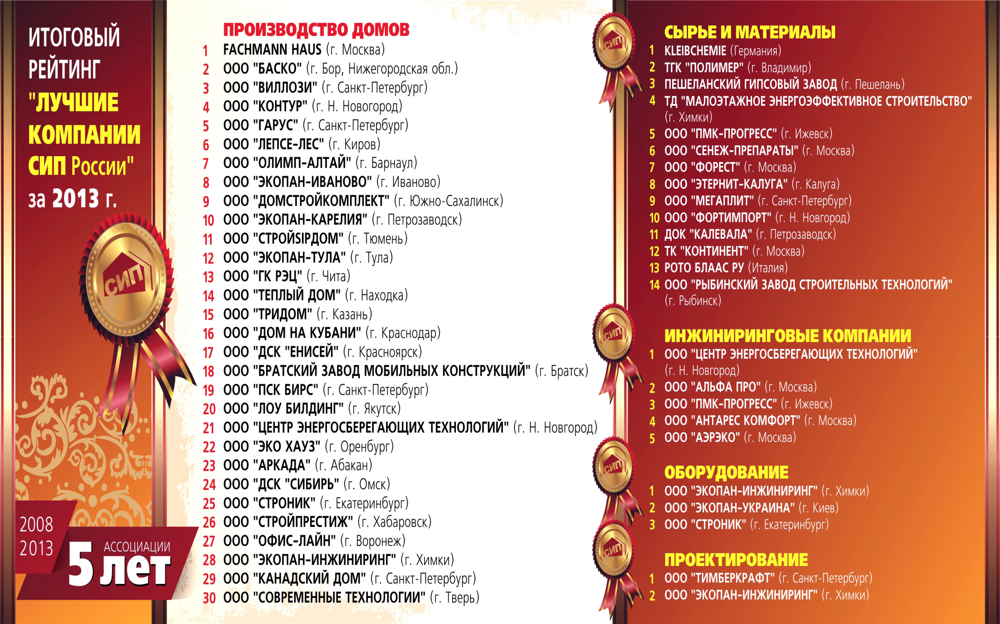 ИТОГОВЫЙ
РЕЙТИНГ
"ЛУЧШИЕ
КОМПАНИИ
СИП России"
за 2013 г.
СИП
2008
2013
АССОЦИАЦИИ
5 лет
ПРОИЗВОДСТВО ДОМОВ
1 FACHMANN HAUS (г. Москва)
2 ООО "БАСКО" (г. Бор, Нижегородская обл.)
3 ООО "ВИЛЛОЗИ" (г. Санкт-Петербург)
4 ООО "КОНТУР" (г. Н. Новогород)
5 ООО "ГАРУС" (г. Санкт-Петербург)
6 ООО "ЛЕПСЕ-ЛЕС" (г. Киров)
7 ООО "ОЛИМП-АЛТАЙ" (г. Барнаул)
8 ООО "ЭКОПАН-ИВАНОВО" (г. Иваново)
9 ООО "ДОМСТРОЙКОМПЛЕКТ" (г. Южно-Сахалинск)
10 ООО "ЭКОПАН-КАРЕЛИЯ" (г. Петрозаводск)
11 ООО "СТРОЙSIPДОМ" (г. Тюмень)
12 ООО "ЭКОПАН-ТУЛА" (г. Тула)
13 ООО "ГК РЭЦ" (г. Чита)
14 ООО "ТЕПЛЫЙ ДОМ" (г. Находка)
15 ООО "ТРИДОМ" (г. Казань)
16 ООО "ДОМ НА КУБАНИ" (г. Краснодар)
17 ООО "ДСК "ЕНИСЕЙ" (г. Красноярск)
18 ООО "БРАТСКИЙ ЗАВОД МОБИЛЬНЫХ КОНСТРУКЦИЙ" (г. Братск)
19 ООО "ПСК БИРС" (г. Санкт-Петербург)
20 ООО "ЛОУ БИЛДИНГ" (г. Якутск)
21 ООО "ЦЕНТР ЭНЕРГОСБЕРЕГАЮЩИХ ТЕХНОЛОГИЙ" (г. Н. Новгород)
22 ООО "ЭКО ХАУЗ" (г. Оренбург)
23 ООО "АРКАДА" (г. Абакан)
24 ООО "ДСК "СИБИРЬ" (г. Омск)
25 ООО "СТРОНИК" (г. Екатеринбург)
26 ООО "СТРОЙПРЕСТИЖ" (г. Хабаровск)
27 ООО "ОФИС-ЛАЙН" (г. Воронеж)
28 ООО "ЭКОПАН-ИНЖИНИРИНГ" (г. Химки)
29 ООО "КАНАДСКИЙ ДОМ" (г. Санкт-Петербург)
30 ООО "СОВРЕМЕННЫЕ ТЕХНОЛОГИИ" (г. Тверь)
СИП
СЫРЬЕ И МАТЕРИАЛЫ
1 KLEIBCHEMIE (Германия)
2 ТГК "ПОЛИМЕР" (г. Владимир)
3 ПЕШЕЛАНСКИЙ ГИПСОВЫЙ ЗАВОД (г. Пешелань)
4 ТД "МАЛОЭТАЖНОЕ ЭНЕРГОЭФФЕКТИВНОЕ СТРОИТЕЛЬСТВО"
(г. Химки)
5 ООО "ПМК-ПРОГРЕСС" (г. Ижевск)
6 ООО "СЕНЕЖ-ПРЕПАРАТЫ" (г. Москва)
7 ООО "ФОРЕСТ" (г. Москва)
8 ООО "ЭТЕРНИТ-КАЛУГА" (г. Калуга)
9 ООО "МЕГАПЛИТ" (г. Санкт-Петербург)
10 ООО "ФОРТИМПОРТ" (г. Н. Новгород)
11 ДОК "КАЛЕВАЛА" (г. Петрозаводск)
12 ТК "КОНТИНЕНТ" (г. Москва)
13 РОТО БЛААС РУ (Италия)
14 ООО "РЫБИНСКИЙ ЗАВОД СТРОИТЕЛЬНЫХ ТЕХНОЛОГИЙ"
(г. Рыбинск)
СИП
ИНЖИНИРИНГОВЫЕ КОМПАНИИ
1 ООО "ЦЕНТР ЭНЕРГОСБЕРЕГАЮЩИХ ТЕХНОЛОГИЙ"
(г. Н. Новгород)
2 ООО "АЛЬФА ПРО" (г. Москва)
3 ООО "ПМК-ПРОГРЕСС" (г. Ижевск)
4 ООО "АНТАРЕС КОМФОРТ" (г. Москва)
5 ООО "АЭРЭКО" (г. Москва)
СИП
ОБОРУДОВАНИЕ
1 ООО "ЭКОПАН-ИНЖИНИРИНГ" (г. Химки)
2 ООО "ЭКОПАН-УКРАИНА" (г. Киев)
3 ООО "СТРОНИК" (г. Екатеринбург)
СИП
ПРОЕКТИРОВАНИЕ
1 ООО "ТИМБЕРКРАФТ" (г. Санкт-Петербург)
2 ООО "ЭКОПАН-ИНЖИНИРИНГ" (г. Химки)